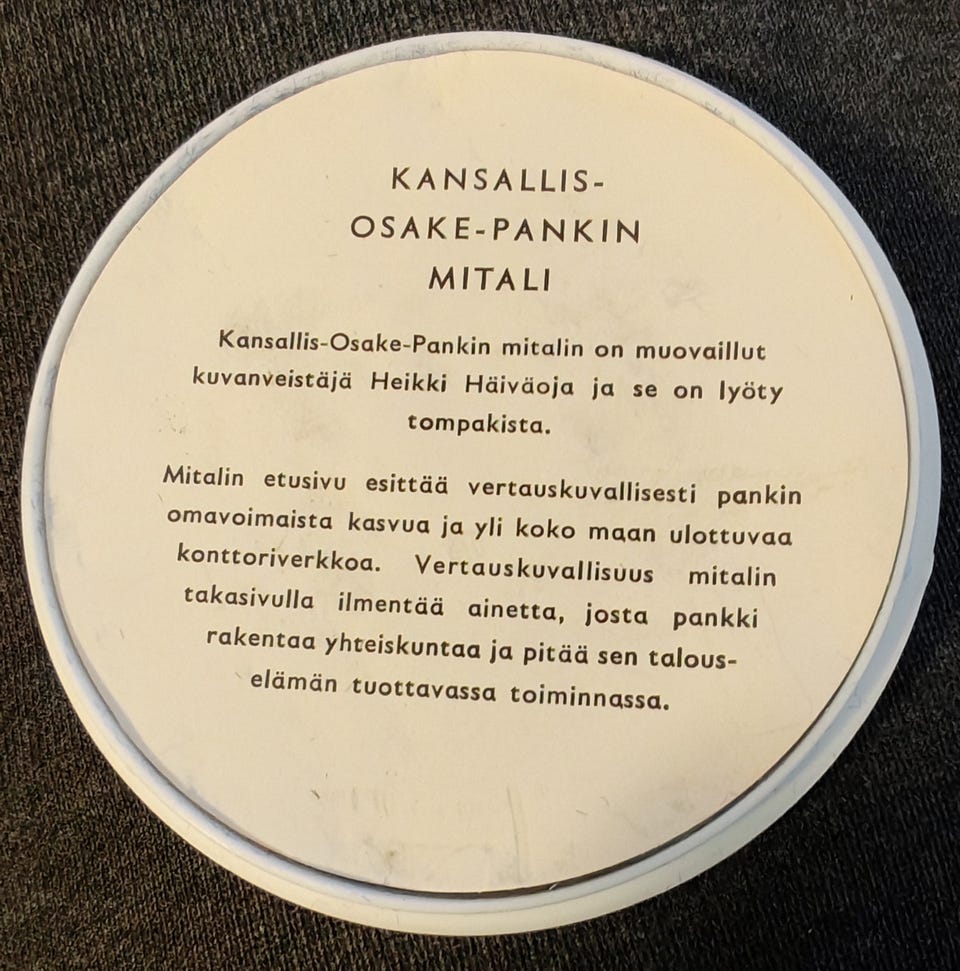 KANSALLIS-
OSAKE-PANKIN
MITALI
Kansallis-Osake-Pankin mitalin on muovaillut
kuvanveistäjä Heikki Häiväoja ja se on lyöty
tompakista.
Mitalin etusivu esittää vertauskuvallisesti pankin
omavoimaista kasvua ja yli koko maan ulottuvaa
konttoriverkkoa. Vertauskuvallisuus mitalin
takasivulla ilmentää ainetta, josta pankki
rakentaa yhteiskuntaa ja pitää sen talous-
elämän tuottavassa toiminnassa.